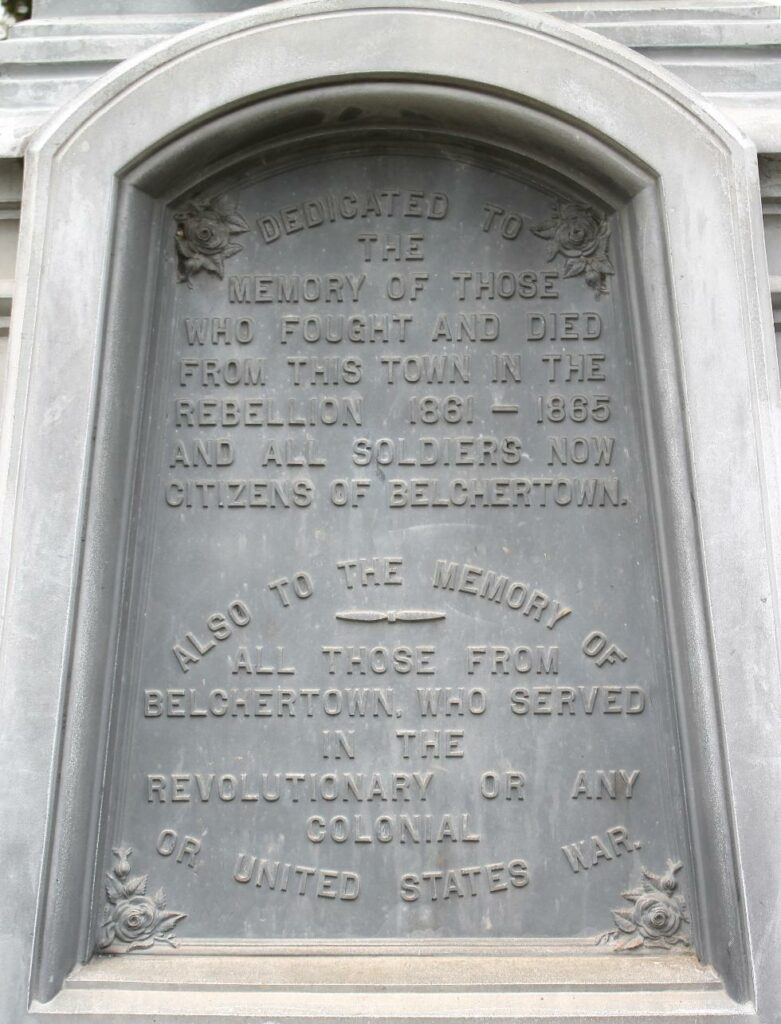 DEDICATED TO
THE
MEMORY OF THOSE
WHO FOUGHT AND DIED
FROM THIS TOWN IN THE
REBELLION 1861 — 1865
AND ALL SOLDIERS NOW
CITIZENS OF BELCHERTOWN.
ALSO TO THE MEMORY OF
ALL THOSE FROM
BELCHERTOWN, WHO SERVED
IN THE
REVOLUTIONARY OR ANY
COLONIAL
OR UNITED STATES WAR.